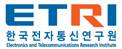 ETRI
한국전자통신연구원
Electronics and Telecommunications Research Institute